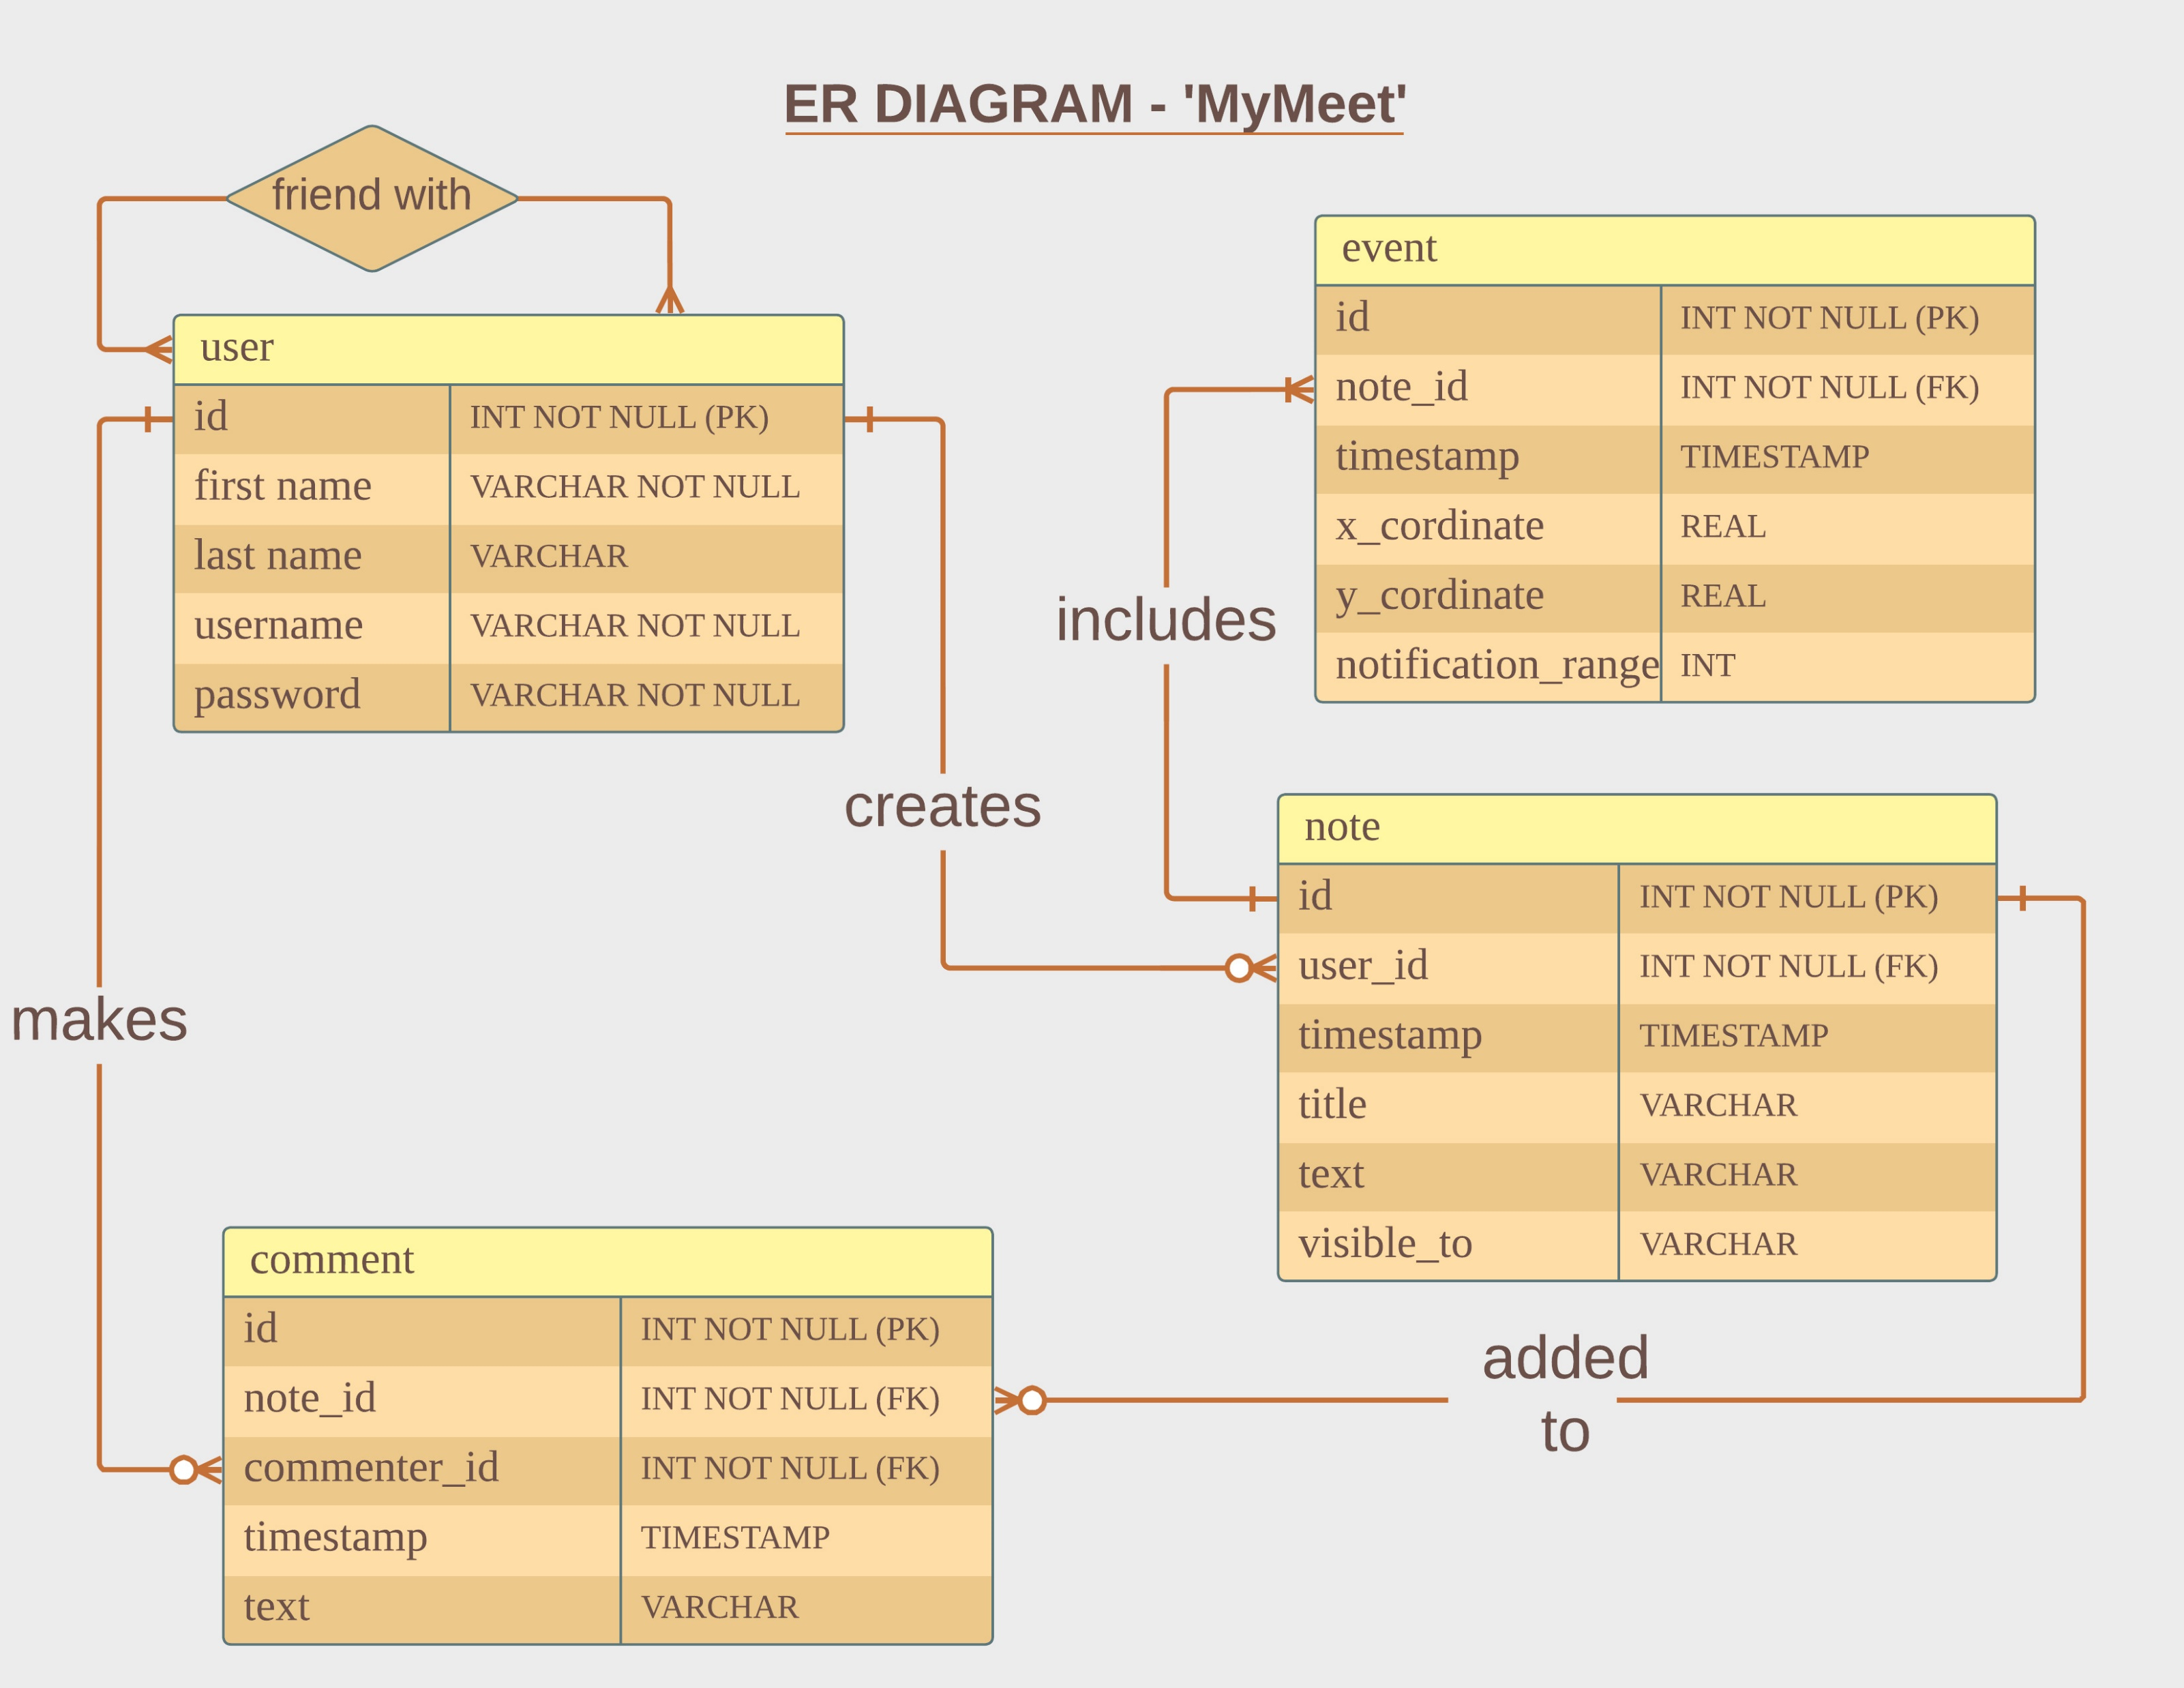 ER DIAGRAM - 'MyMeet'
friend with
user
id INT NOT NULL (PK)
first name VARCHAR NOT NULL
last name VARCHAR
username VARCHAR NOT NULL
password VARCHAR NOT NULL
event
id INT NOT NULL (PK)
note_id INT NOT NULL (FK)
timestamp TIMESTAMP
x_cordinate REAL
y_cordinate REAL
notification_range INT
includes
creates
makes
note
id INT NOT NULL (PK)
user_id INT NOT NULL (FK)
timestamp TIMESTAMP
title VARCHAR
text VARCHAR
visible_to VARCHAR
comment
id INT NOT NULL (PK)
note_id INT NOT NULL (FK)
commenter_id INT NOT NULL (FK)
timestamp TIMESTAMP
text VARCHAR
added
to